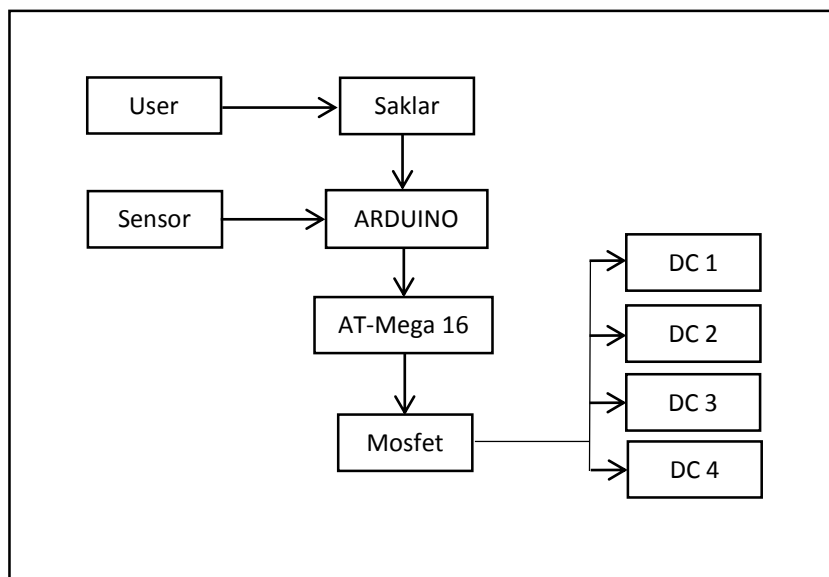 User
Saklar
Sensor
ARDUINO
DC 1
AT-Mega 16
DC 2
DC 3
Mosfet
DC 4